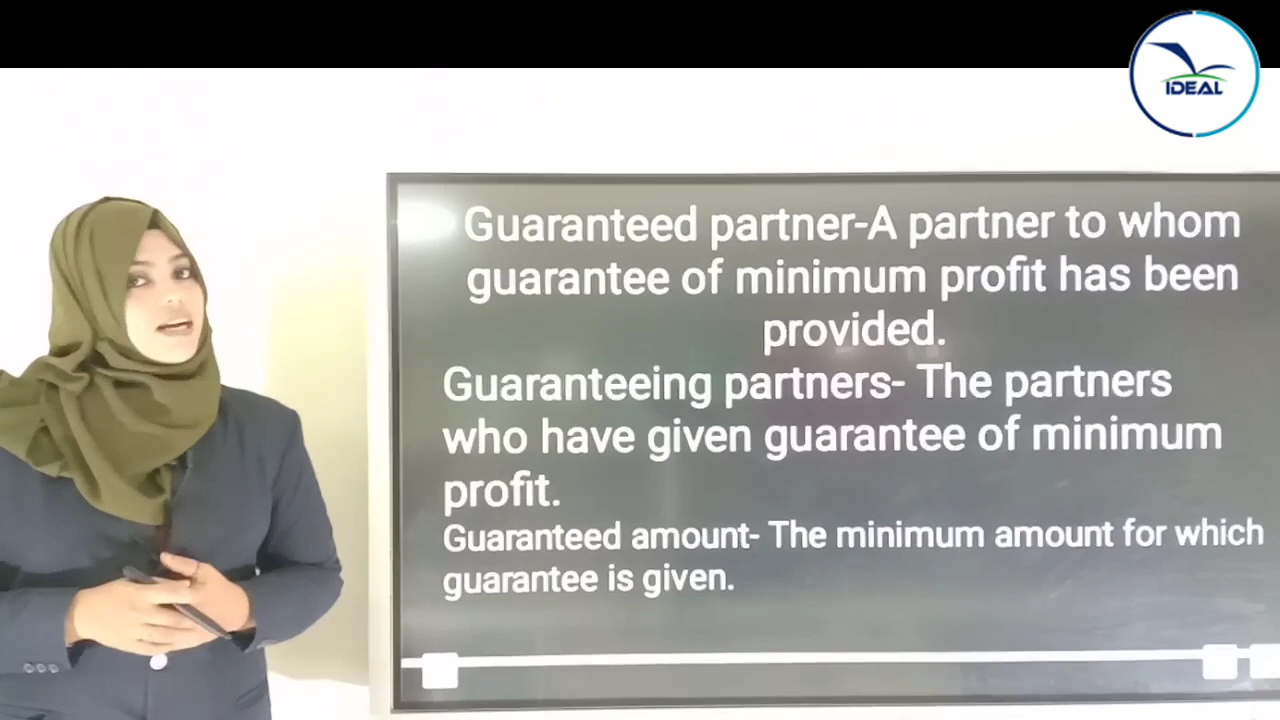 IDEAL
Guaranteed partner-A partner to whom
guarantee of minimum profit has been
provided.
Guaranteeing partners- The partners
who have given guarantee of minimum
profit.
Guaranteed amount- The minimum amount for which
guarantee is given.